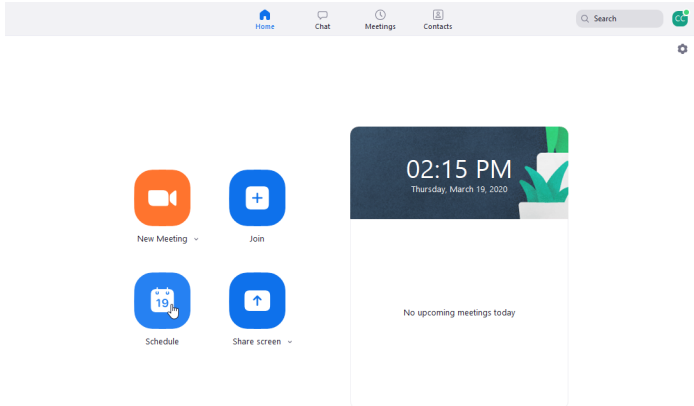 Home Chat Meetings Contacts
Search
CC
02:15 PM
Thursday, March 19, 2020
New Meeting
Join
19
Schedule
Share screen
No upcoming meetings today